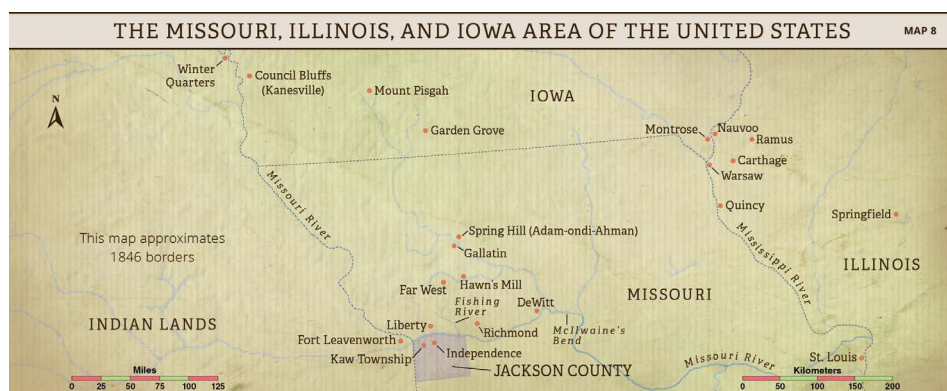 THE MISSOURI, ILLINOIS, AND IOWA AREA OF THE UNITED STATES
MAP 8
Winter
Quarters
Council Bluffs
(Kanesville)
Mount Pisgah
IOWA
N
Garden Grove
Montrose
Nauvoo
Ramus
Carthage
Warsaw
Missouri River
Quincy
Springfield
This map approximates
1846 borders
Spring Hill (Adam-ondi-Ahman)
Gallatin
Mississippi River
ILLINOIS
Far West
Hawn's Mill
Fishing
River
DeWitt
MISSOURI
INDIAN LANDS
Liberty
Richmond
McIlwaine's
Bend
Fort Leavenworth
Kaw Township
Independence
JACKSON COUNTY
Missouri River
St. Louis
Miles
0 25 50 75 100 125
Kilometers
0 50 100 150 200